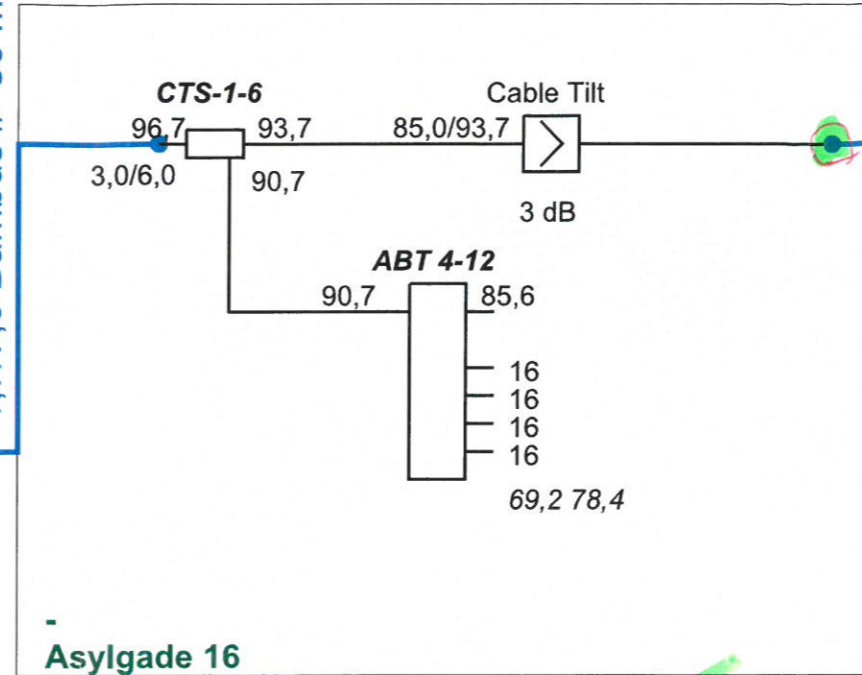 CTS-1-6
Cable Tilt
96,7
93,7
85,0/93,7
3,0/6,0
90,7
3 dB
ABT 4-12
90,7
85,6
16
16
16
16
69,2 78,4
-
Asylgade 16